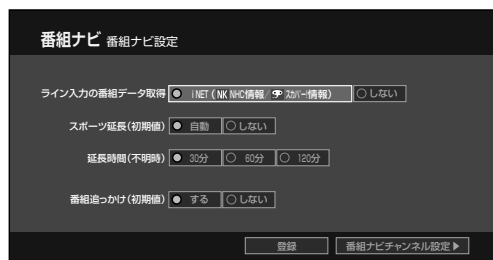 番組ナビ 番組ナビ設定
ライン入力の番組データ取得 ● iNET(NK NHC情報/スカパー!情報) ○しない
スポーツ延長(初期値) ● 自動 ○しない
延長時間(不明時) ● 30分 ○ 60分 ○ 120分
番組追っかけ(初期値) ● する ○しない
登録 番組ナビチャンネル設定▶